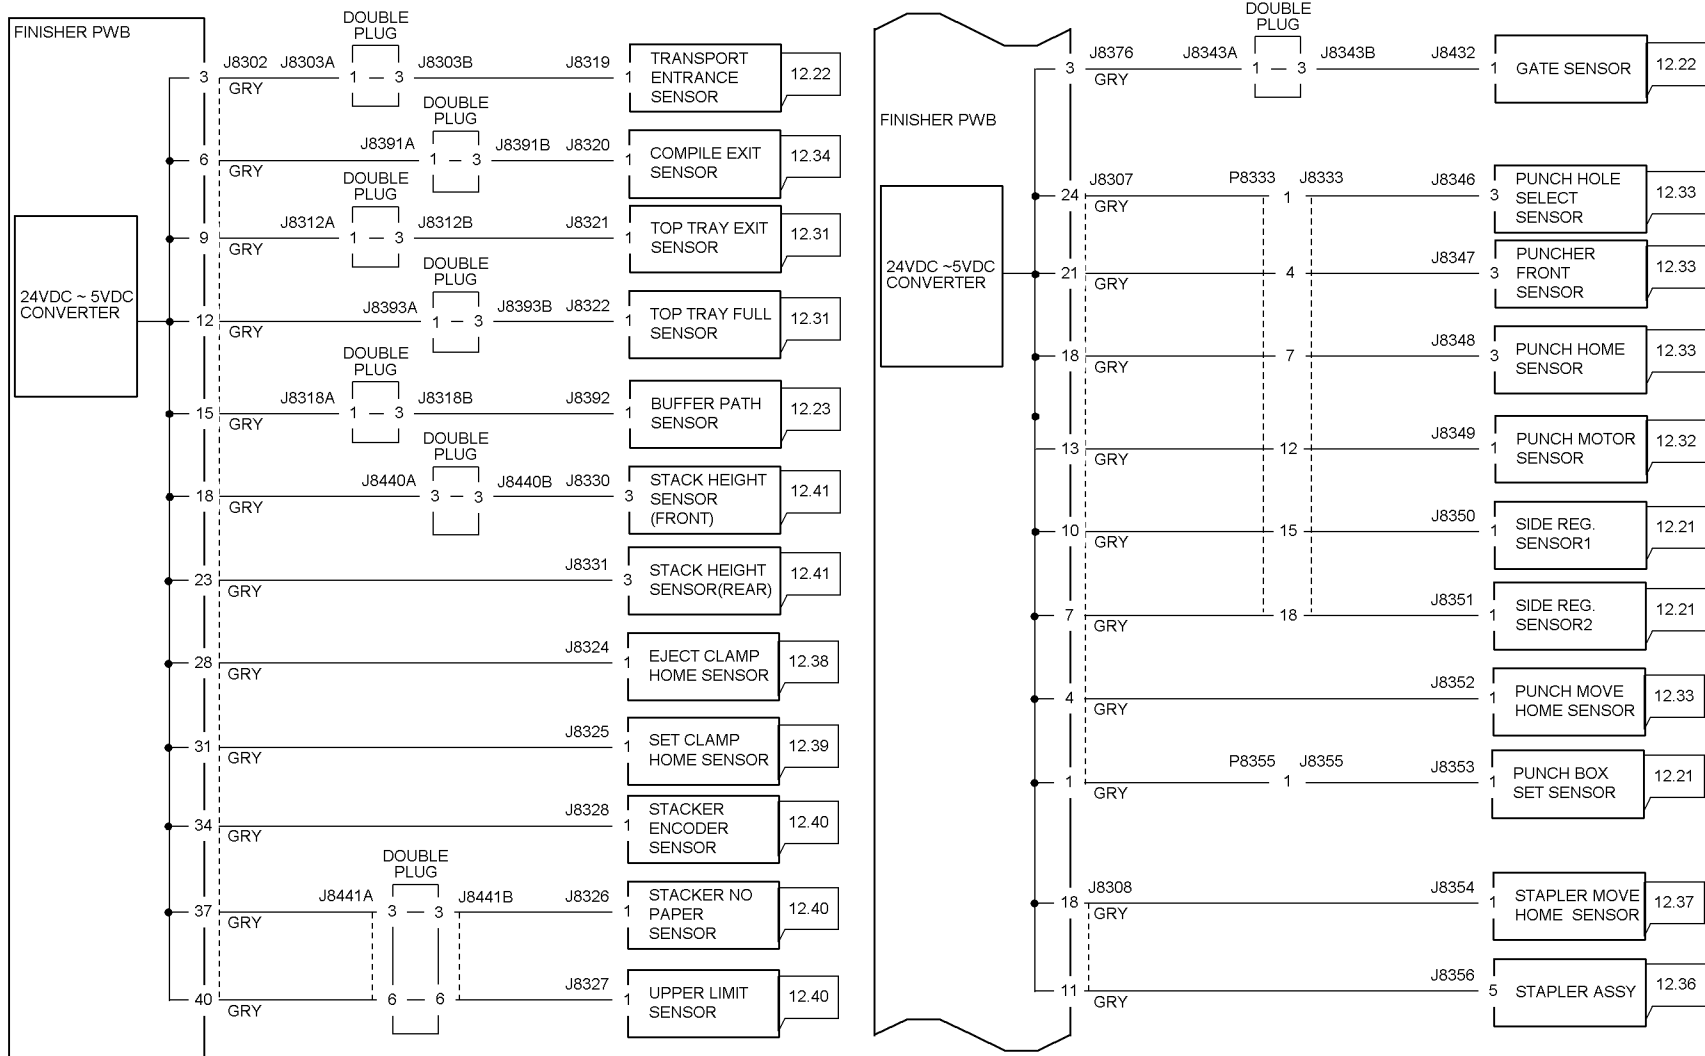 FINISHER PWB
24VDC ~ 5VDC
CONVERTER
DOUBLE
PLUG
3 J8302 J8303A 1 3 J8303B J8319 1 TRANSPORT
ENTRANCE
SENSOR
12.22
GRY
DOUBLE
PLUG
6 J8391A 1 3 J8391B J8320 1 COMPILE EXIT
SENSOR
12.34
GRY
DOUBLE
PLUG
9 J8312A 1 3 J8312B J8321 1 TOP TRAY EXIT
SENSOR
12.31
GRY
DOUBLE
PLUG
12 J8393A 1 3 J8393B J8322 1 TOP TRAY FULL
SENSOR
12.31
GRY
DOUBLE
PLUG
15 J8318A 1 3 J8318B J8392 1 BUFFER PATH
SENSOR
12.23
GRY
DOUBLE
PLUG
18 J8440A 3 3 J8440B J8330 3 STACK HEIGHT
SENSOR
(FRONT)
12.41
GRY
23 J8331 3 STACK HEIGHT
SENSOR(REAR)
12.41
GRY
28 J8324 1 EJECT CLAMP
HOME SENSOR
12.38
GRY
31 J8325 1 SET CLAMP
HOME SENSOR
12.39
GRY
34 J8328 1 STACKER
ENCODER
SENSOR
12.40
GRY
DOUBLE
PLUG
37 J8441A 3 3 J8441B J8326 1 STACKER NO
PAPER
SENSOR
12.40
GRY
40 6 6 J8327 1 UPPER LIMIT
SENSOR
12.40
GRY
FINISHER PWB
24VDC ~5VDC
CONVERTER
DOUBLE
PLUG
3 J8376 J8343A 1 3 J8343B J8432 1 GATE SENSOR
12.22
GRY
24 J8307 P8333 1 J8333 J8346 3 PUNCH HOLE
SELECT
SENSOR
12.33
GRY
21 4 J8347 3 PUNCHER
FRONT
SENSOR
12.33
GRY
18 7 J8348 3 PUNCH HOME
SENSOR
12.33
GRY
13 12 J8349 1 PUNCH MOTOR
SENSOR
12.32
GRY
10 15 J8350 1 SIDE REG.
SENSOR1
12.21
GRY
7 18 J8351 1 SIDE REG.
SENSOR2
12.21
GRY
4 J8352 1 PUNCH MOVE
HOME SENSOR
12.33
GRY
1 P8355 1 J8355 J8353 1 PUNCH BOX
SET SENSOR
12.21
GRY
18 J8308 J8354 1 STAPLER MOVE
HOME SENSOR
12.37
GRY
11 J8356 5 STAPLER ASSY
12.36
GRY